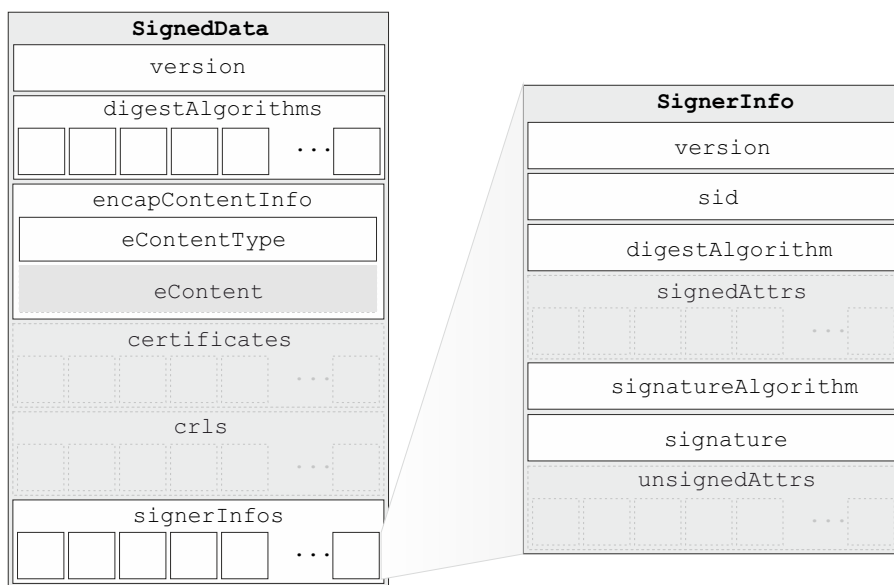 SignedData
version
digestAlgorithms
...
encapContentInfo
eContentType
eContent
certificates
...
crls
...
signerInfos
...
SignerInfo
version
sid
digestAlgorithm
signedAttrs
...
signatureAlgorithm
signature
unsignedAttrs
...